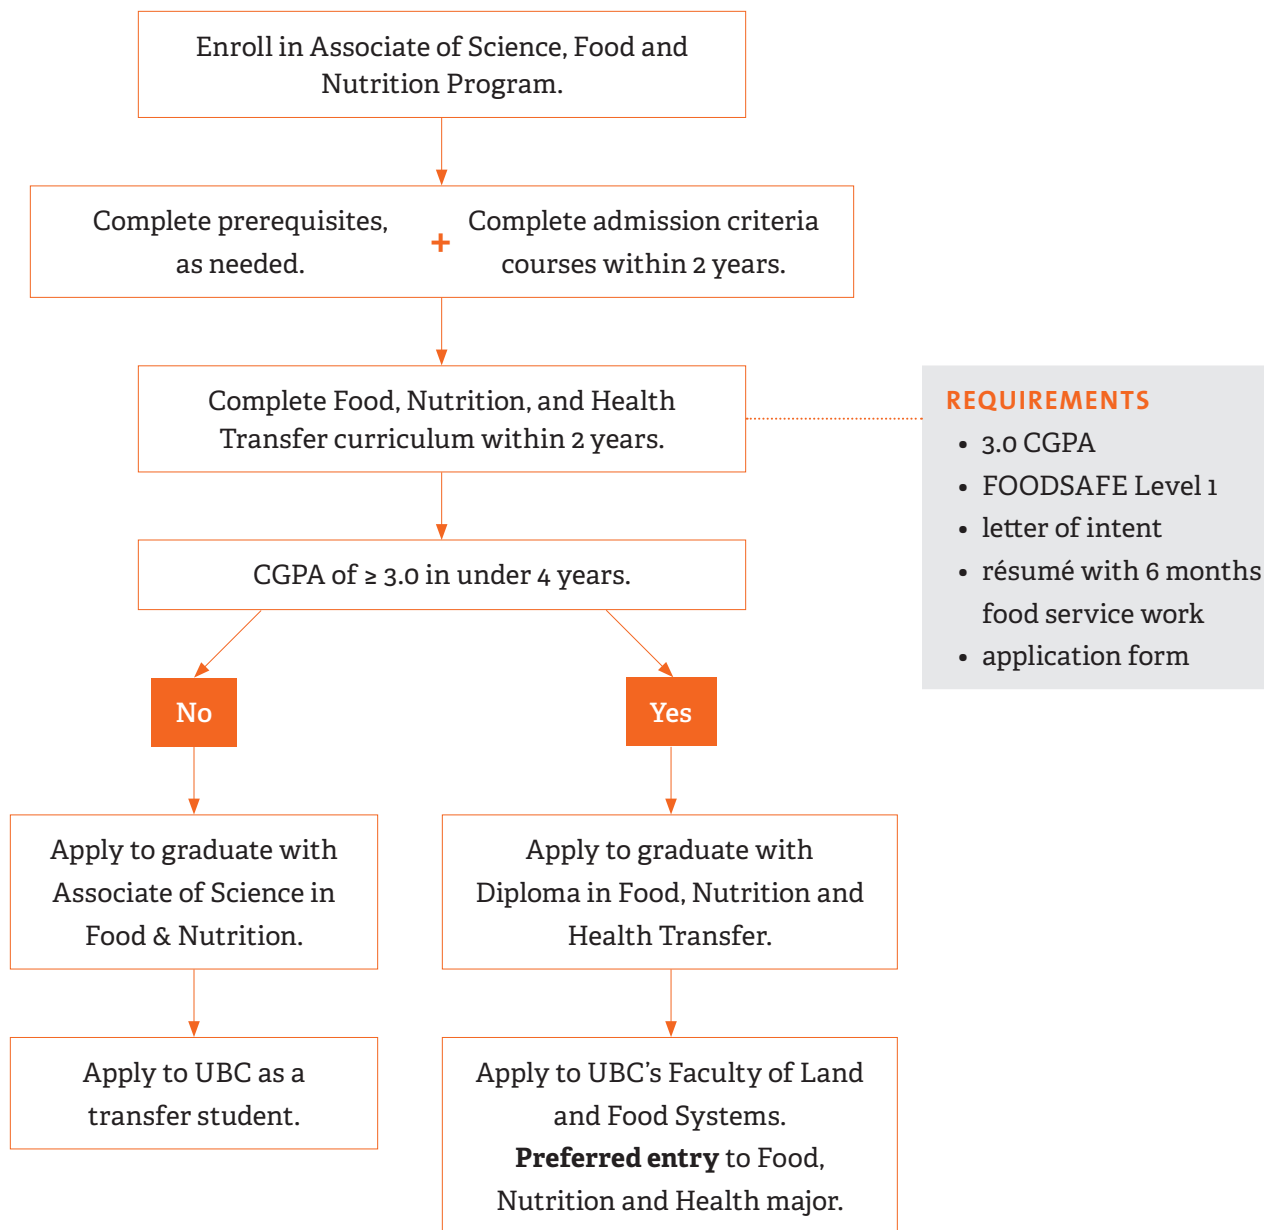 Enroll in Associate of Science, Food and
Nutrition Program.
Complete prerequisites,
as needed.
+
Complete admission criteria
courses within 2 years.
Complete Food, Nutrition, and Health
Transfer curriculum within 2 years.
REQUIREMENTS
• 3.0 CGPA
• FOODSAFE Level 1
• letter of intent
• résumé with 6 months
food service work
• application form
CGPA of ≥ 3.0 in under 4 years.
No
Yes
Apply to graduate with
Associate of Science in
Food & Nutrition.
Apply to graduate with
Diploma in Food, Nutrition and
Health Transfer.
Apply to UBC as a
transfer student.
Apply to UBC's Faculty of Land
and Food Systems.
Preferred entry to Food,
Nutrition and Health major.